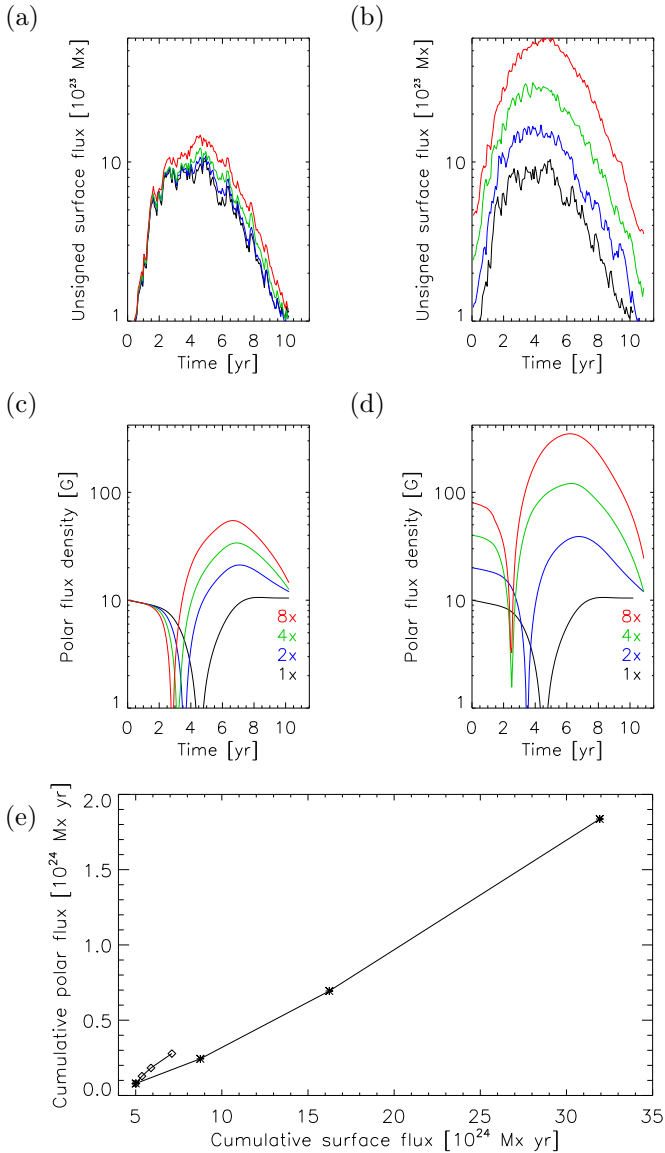 (a)
(b)
Unsigned surface flux [10²³ Mx]
10
1
0 2 4 6 8 10
Time [yr]
Unsigned surface flux [10²³ Mx]
10
1
0 2 4 6 8 10
Time [yr]
(c)
(d)
Polar flux density [G]
100
10
1
8x
4x
2x
1x
0 2 4 6 8 10
Time [yr]
Polar flux density [G]
100
10
1
8x
4x
2x
1x
0 2 4 6 8 10
Time [yr]
(e)
Cumulative polar flux [10²⁴ Mx yr]
2.0
1.5
1.0
0.5
0.0
5 10 15 20 25 30 35
Cumulative surface flux [10²⁴ Mx yr]